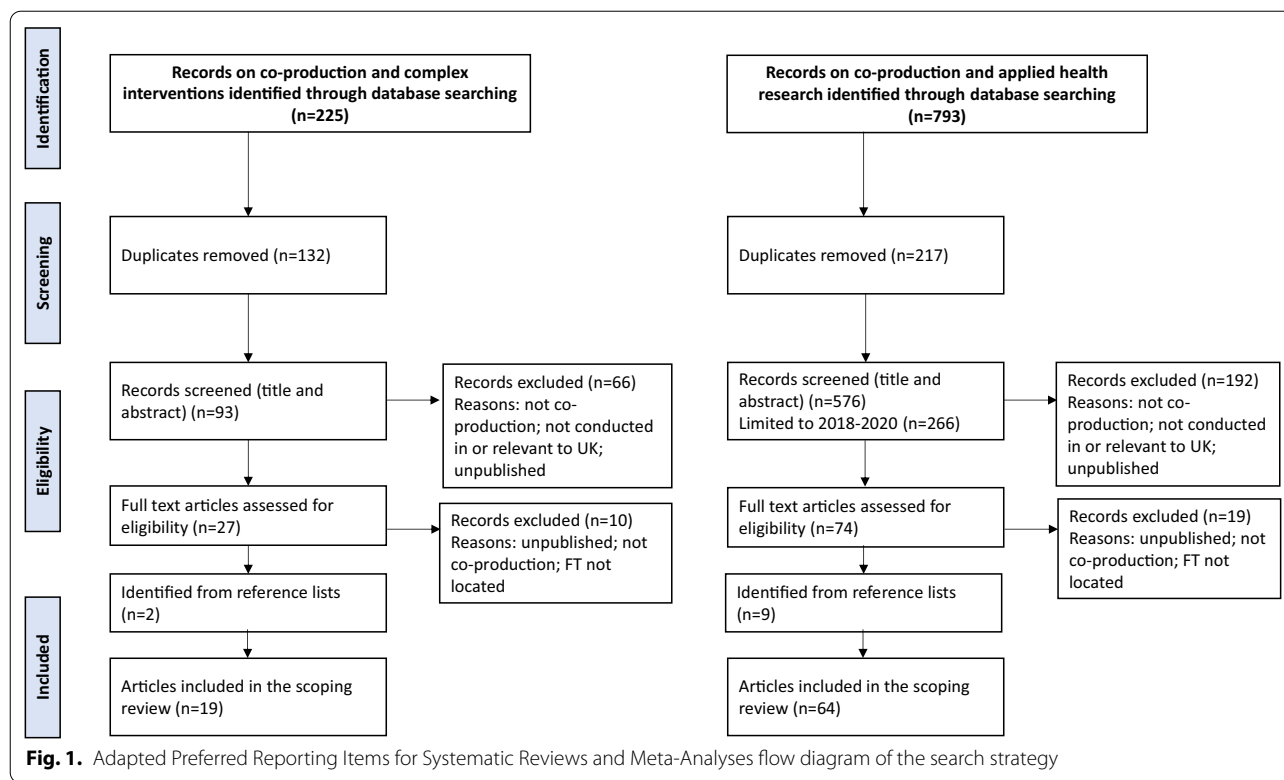 Identification
Records on co-production and complex
interventions identified through database searching
(n=225)
Records on co-production and applied health
research identified through database searching
(n=793)
Screening
Duplicates removed (n=132)
Duplicates removed (n=217)
Eligibility
Records screened (title and
abstract) (n=93)
Records excluded (n=66)
Reasons: not co-
production; not conducted
in or relevant to UK;
unpublished
Records screened (title and
abstract) (n=576)
Limited to 2018-2020 (n=266)
Records excluded (n=192)
Reasons: not co-
production; not conducted
in or relevant to UK;
unpublished
Full text articles assessed for
eligibility (n=27)
Records excluded (n=10)
Reasons: unpublished; not
co-production; FT not
located
Full text articles assessed for
eligibility (n=74)
Records excluded (n=19)
Reasons: unpublished; not
co-production; FT not
located
Identified from reference lists
(n=2)
Identified from reference lists
(n=9)
Included
Articles included in the scoping
review (n=19)
Articles included in the scoping
review (n=64)
Fig. 1. Adapted Preferred Reporting Items for Systematic Reviews and Meta-Analyses flow diagram of the search strategy